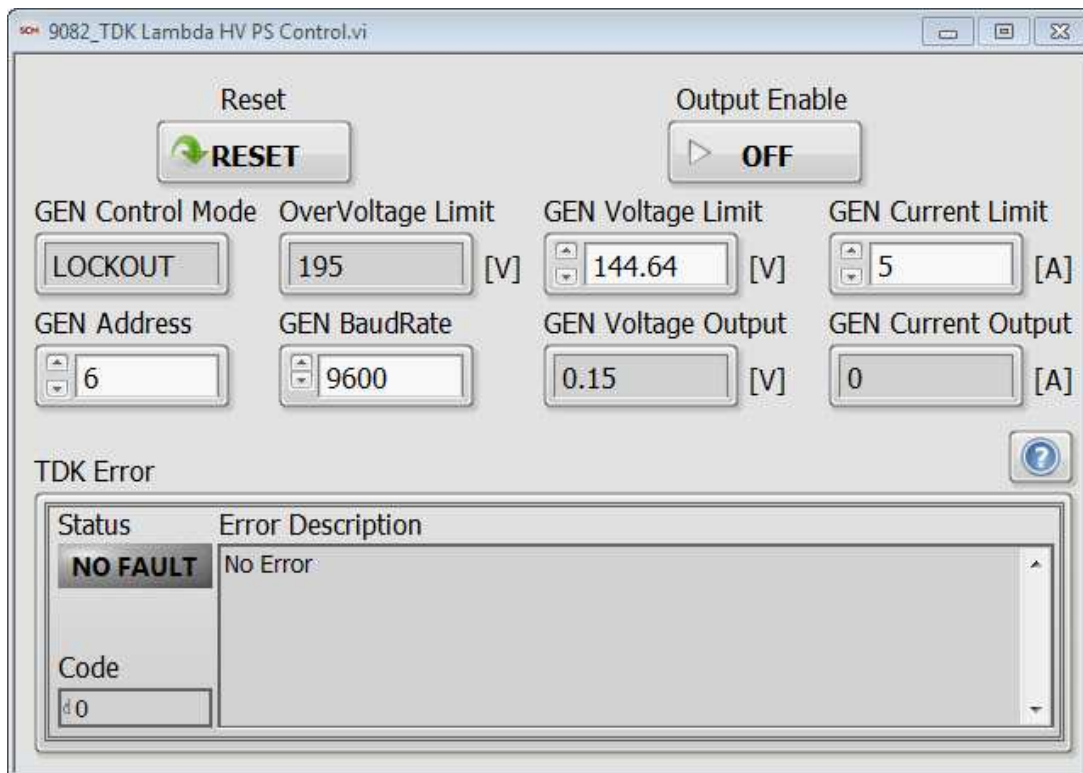 SCM 9082_TDK Lambda HV PS Control.vi
Reset Output Enable
RESET OFF
GEN Control Mode OverVoltage Limit GEN Voltage Limit GEN Current Limit
LOCKOUT 195 [V] 144.64 [V] 5 [A]
GEN Address GEN BaudRate GEN Voltage Output GEN Current Output
6 9600 0.15 [V] 0 [A]
?
TDK Error
Status Error Description
NO FAULT No Error
Code
d 0